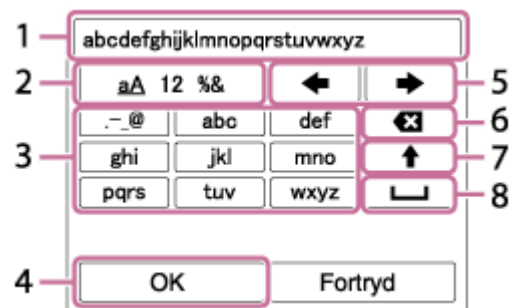 1 abcdefghijklmnopqrstuvwxyz
2 aA 12 %& 5
.-_@ abc def 6
3 ghi jkl mno 7
pqrs tuv wxyz 8
4 OK Fortryd